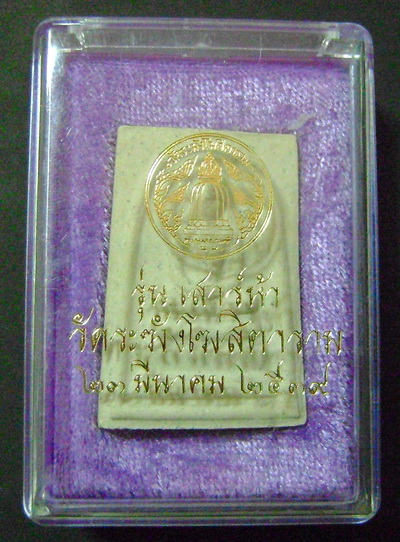 รุ่น เสาร์ห้า
วัดระฆังโฆสิตาราม
๒๓ มีนาคม ๒๕๓๙